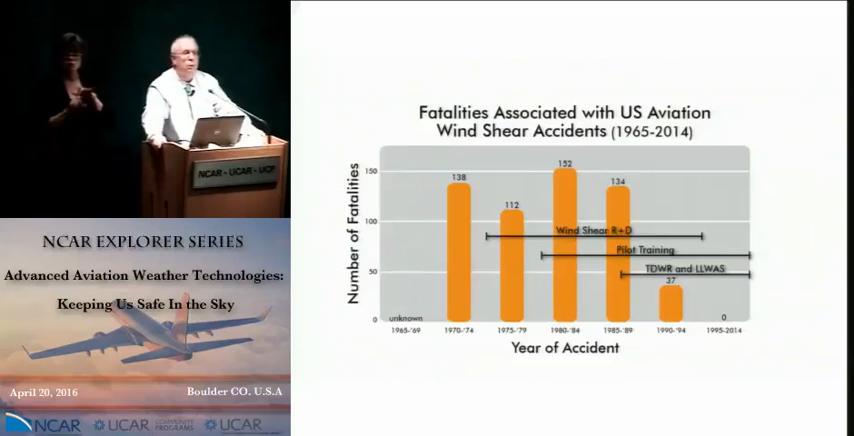 NCAR - UCAR - UCP
NCAR EXPLORER SERIES
Advanced Aviation Weather Technologies:
Keeping Us Safe In the Sky
April 20, 2016
Boulder CO. U.S.A
NCAR
UCAR
COMMUNITY
PROGRAMS
UCAR
Fatalities Associated with US Aviation
Wind Shear Accidents (1965-2014)
Number of Fatalities
150
100
50
0
138
112
152
134
37
0
unknown
Wind Shear R+D
Pilot Training
TDWR and LLWAS
1965-'69
1970-'74
1975-'79
1980-'84
1985-'89
1990-'94
1995-2014
Year of Accident